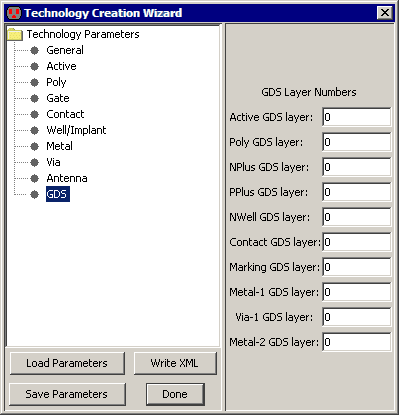 Technology Creation Wizard
Technology Parameters
General
Active
Poly
Gate
Contact
Well/Implant
Metal
Via
Antenna
GDS
Load Parameters
Write XML
Save Parameters
Done
GDS Layer Numbers
Active GDS layer: 0
Poly GDS layer: 0
NPlus GDS layer: 0
PPlus GDS layer: 0
NWell GDS layer: 0
Contact GDS layer: 0
Marking GDS layer: 0
Metal-1 GDS layer: 0
Via-1 GDS layer: 0
Metal-2 GDS layer: 0